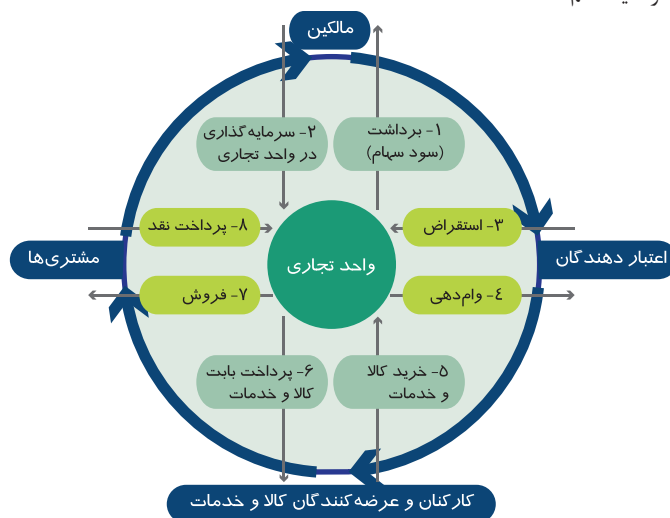 مالکین
۱- برداشت
(سود سهام)
۲- سرمایه‌گذاری
در واحد تجاری
۳- استقراض
۸- پرداخت نقد
اعتبار دهندگان
واحد تجاری
مشتری‌ها
۴- وام‌دهی
۷- فروش
۵- خرید کالا
و خدمات
۶- پرداخت بابت
کالا و خدمات
کارکنان و عرضه‌کنندگان کالا و خدمات